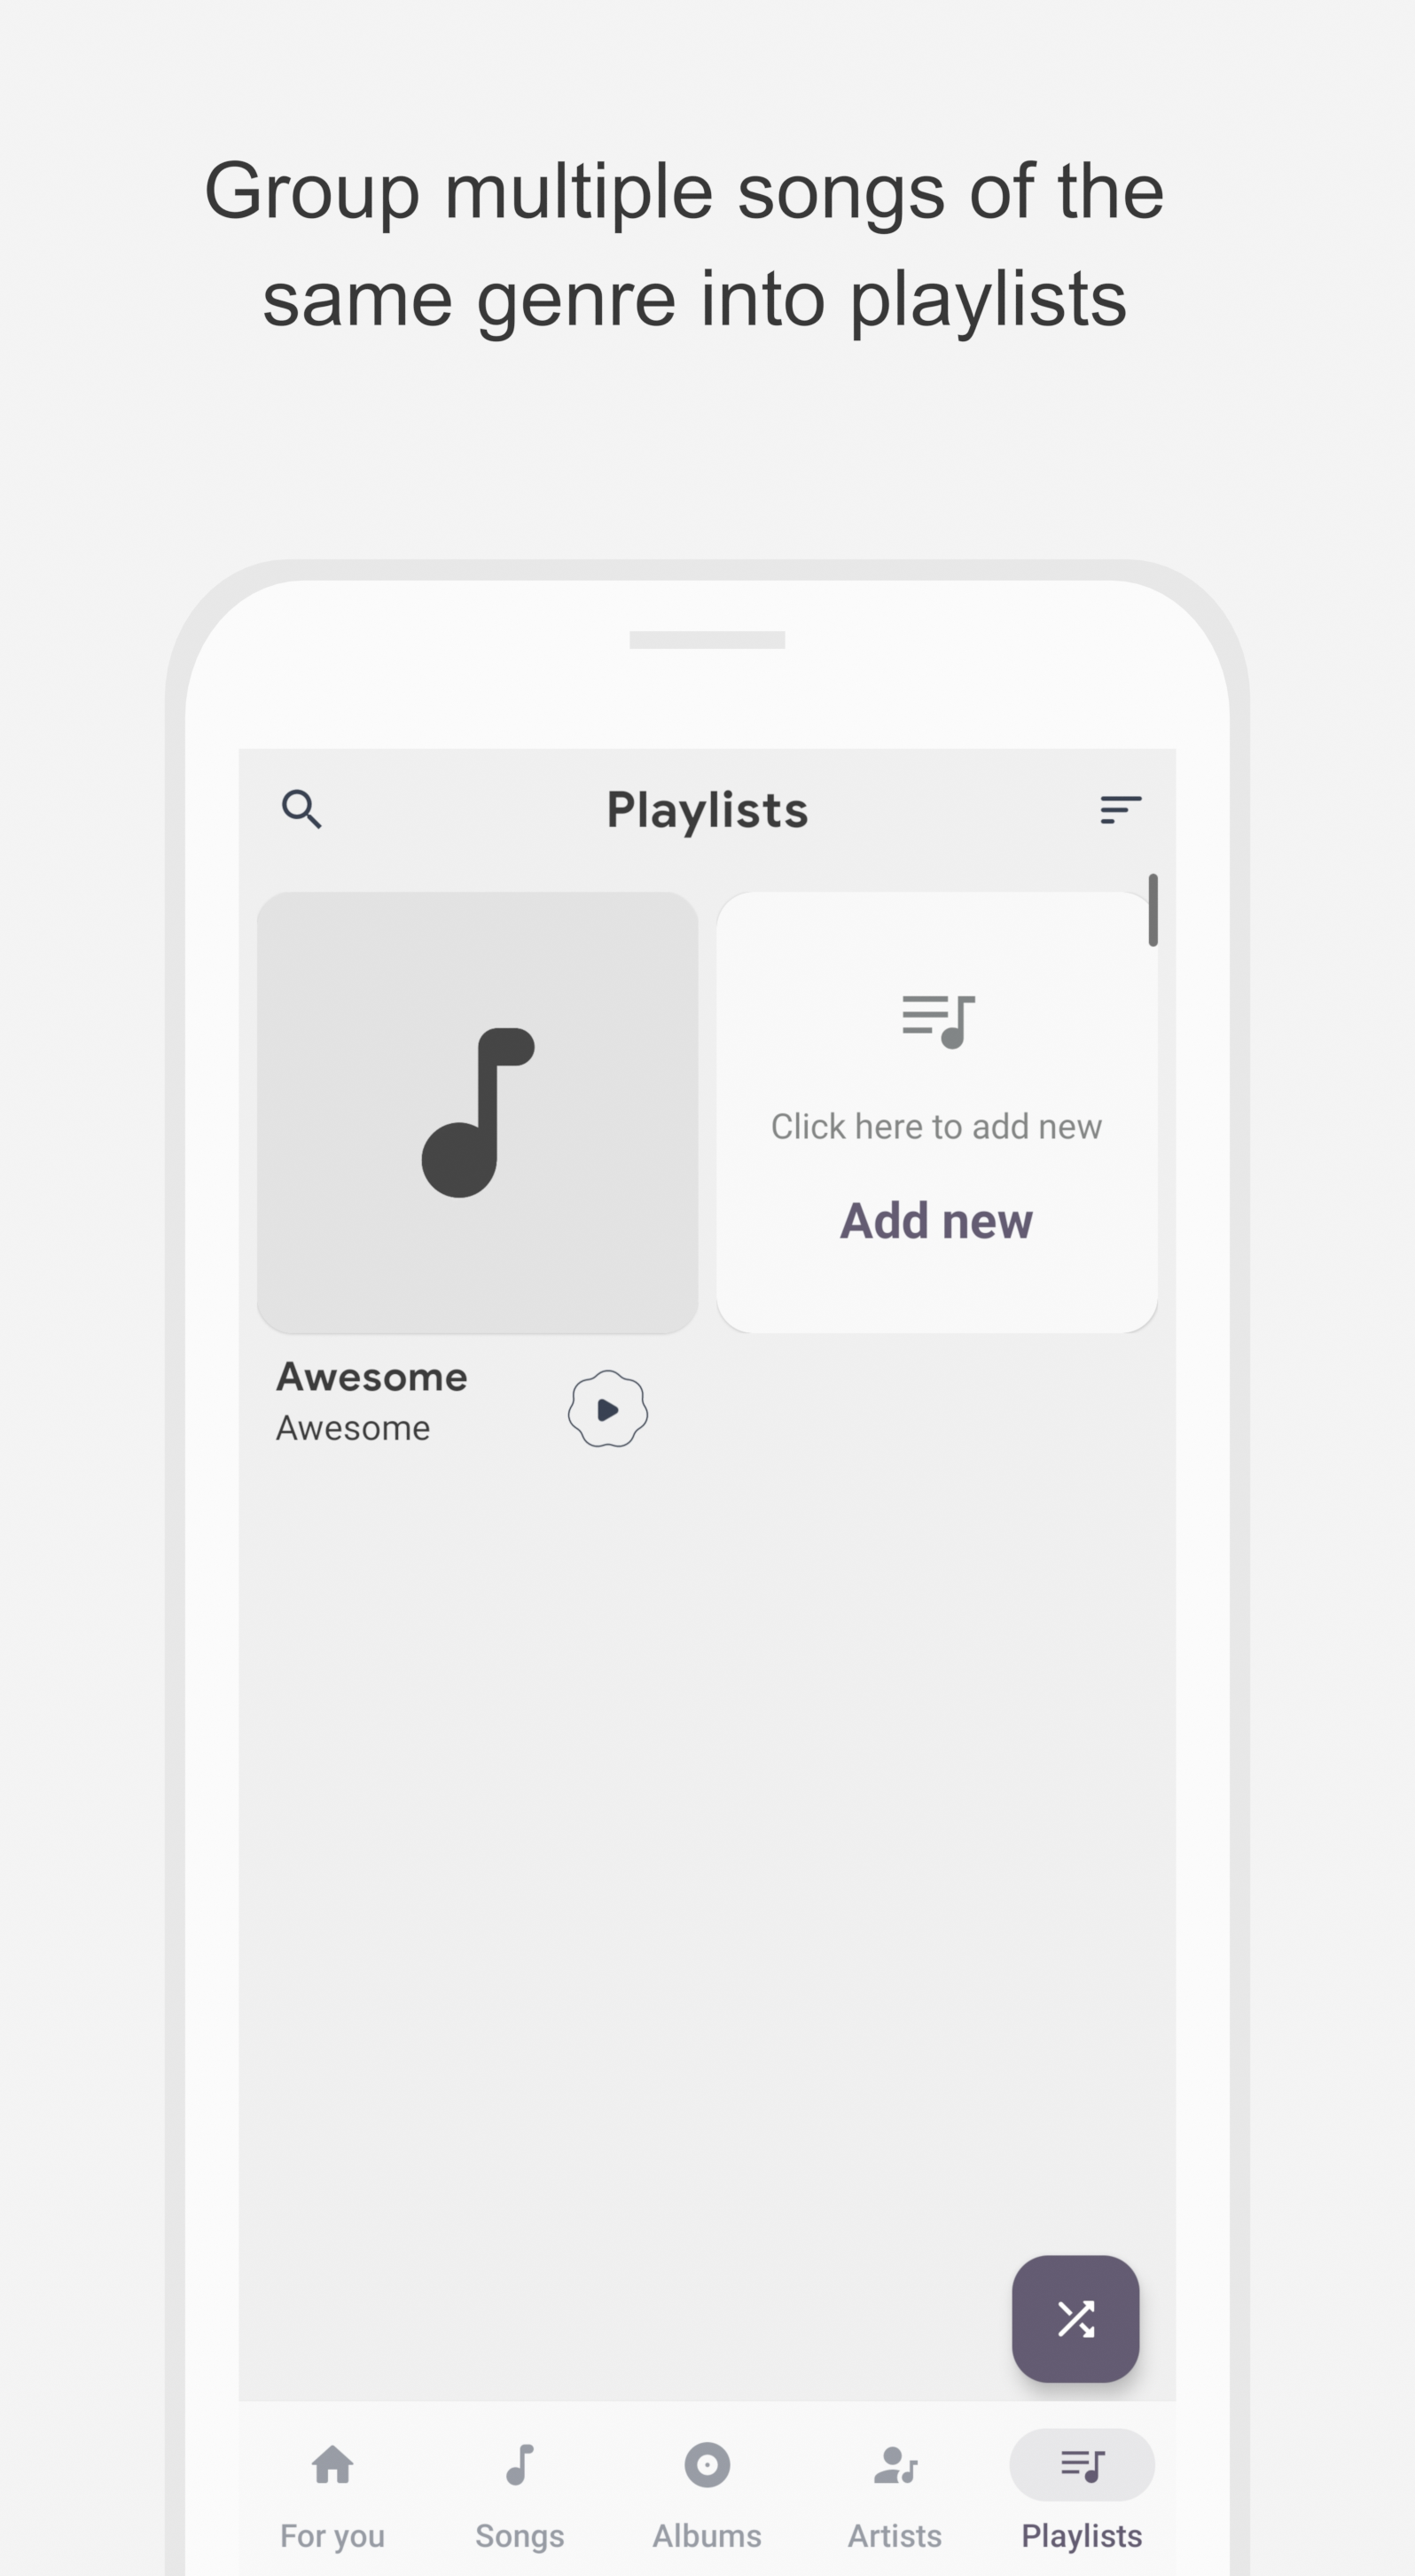 Group multiple songs of the
same genre into playlists
Playlists
Click here to add new
Add new
Awesome
Awesome
For you
Songs
Albums
Artists
Playlists